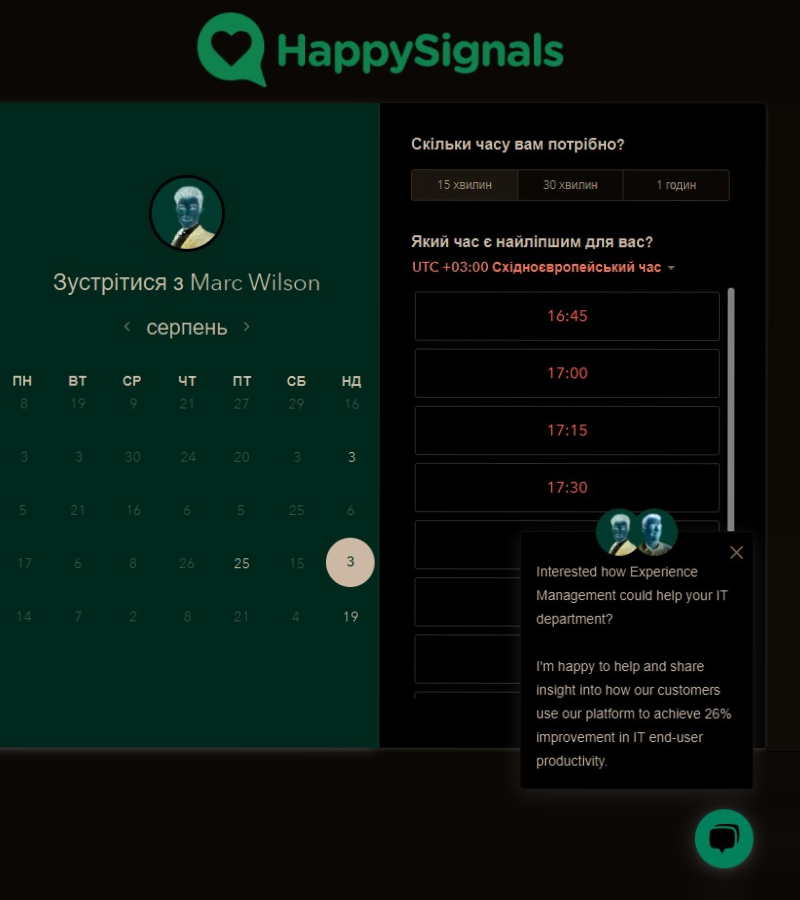 HappySignals
Зустрітися з Marc Wilson
серпень
ПН ВТ СР ЧТ ПТ СБ НД
8 19 9 21 27 29 16
3 3 30 24 20 3 3
5 21 16 6 5 25 6
17 6 8 26 25 15 3
14 7 2 8 21 4 19
Скільки часу вам потрібно?
15 хвилин 30 хвилин 1 годин
Який час є найліпшим для вас?
UTC +03:00 Східноєвропейський час
16:45
17:00
17:15
17:30
Interested how Experience
Management could help your IT
department?
I'm happy to help and share
insight into how our customers
use our platform to achieve 26%
improvement in IT end-user
productivity.